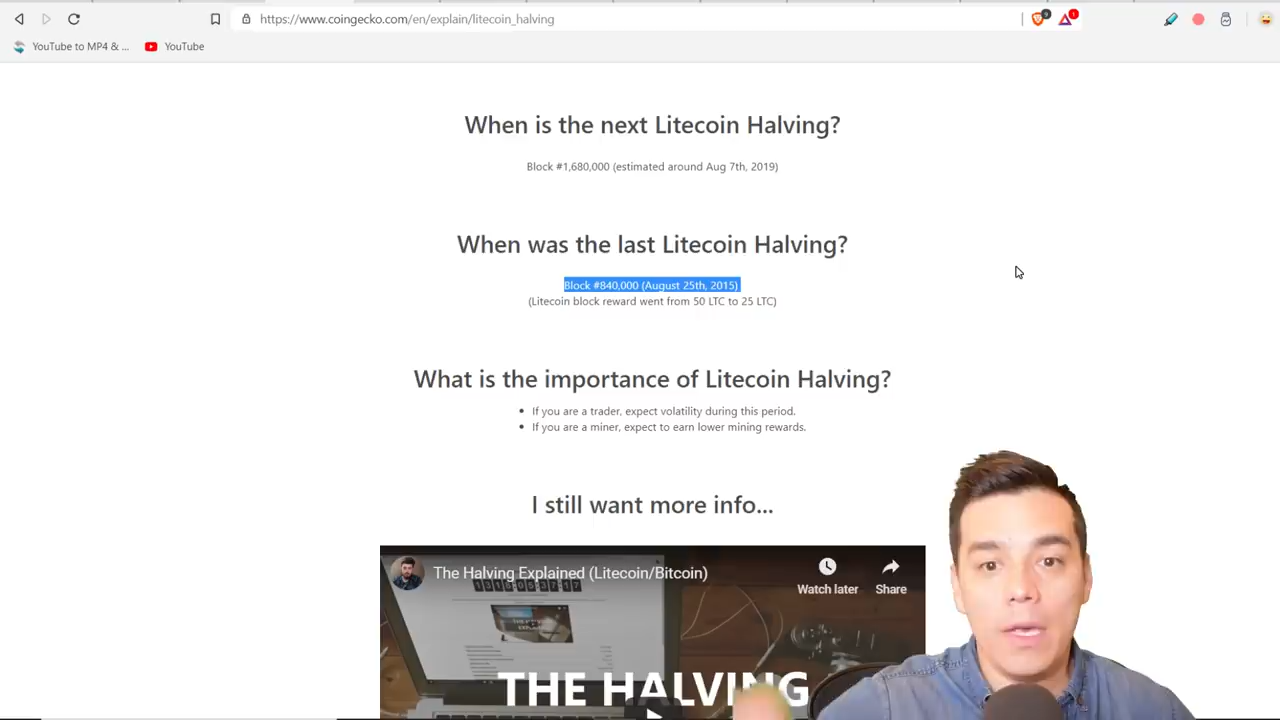 https://www.coingecko.com/en/explain/litecoin_halving
9
1
YouTube to MP4 & ...
YouTube
When is the next Litecoin Halving?
Block #1,680,000 (estimated around Aug 7th, 2019)
When was the last Litecoin Halving?
Block #840,000 (August 25th, 2015)
(Litecoin block reward went from 50 LTC to 25 LTC)
What is the importance of Litecoin Halving?
If you are a trader, expect volatility during this period.
If you are a miner, expect to earn lower mining rewards.
I still want more info...
The Halving Explained (Litecoin/Bitcoin)
Watch later
Share
THE HALVING